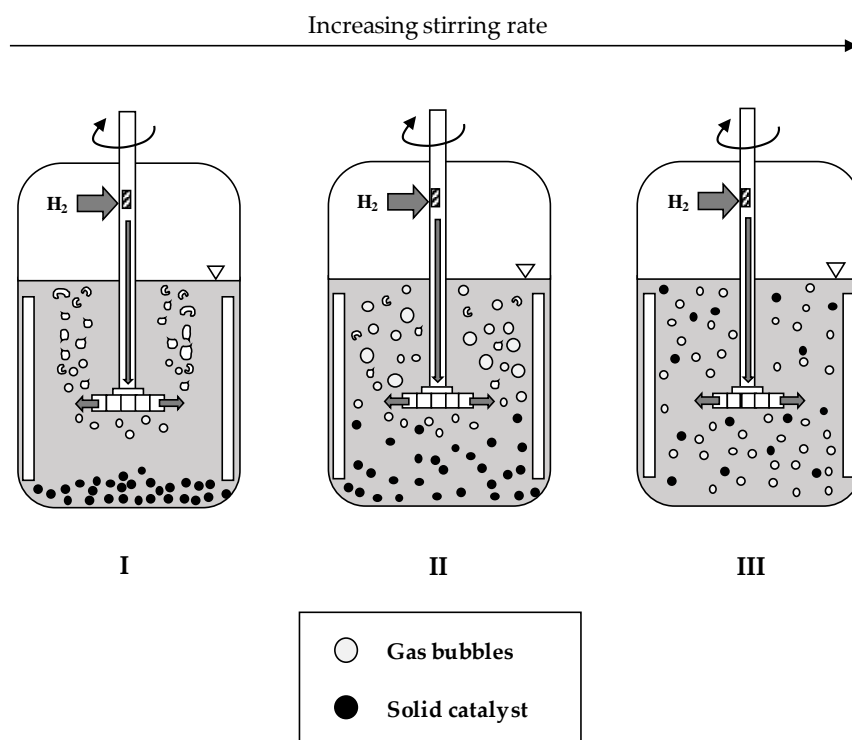 Increasing stirring rate
H₂
H₂
H₂
I
II
III
Gas bubbles
Solid catalyst